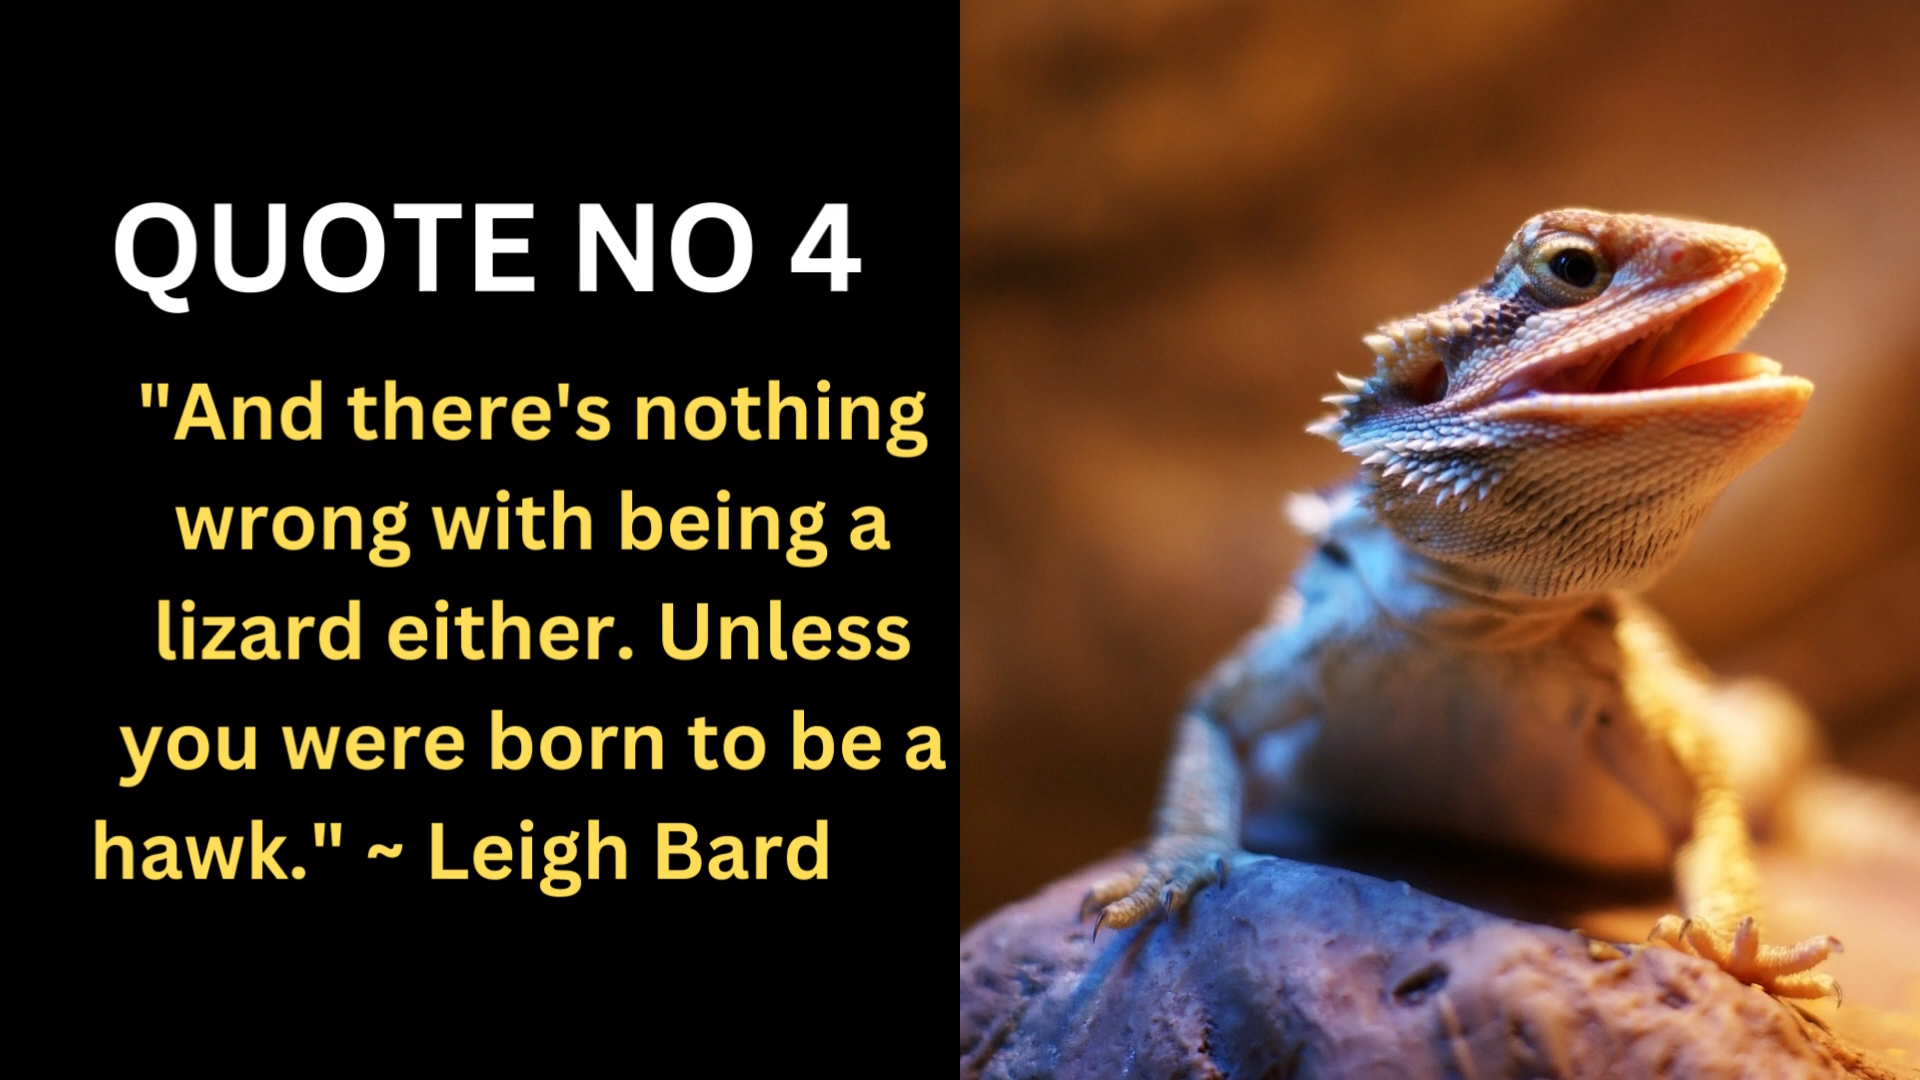 QUOTE NO 4
"And there's nothing
wrong with being a
lizard either. Unless
you were born to be a
hawk." ~ Leigh Bard